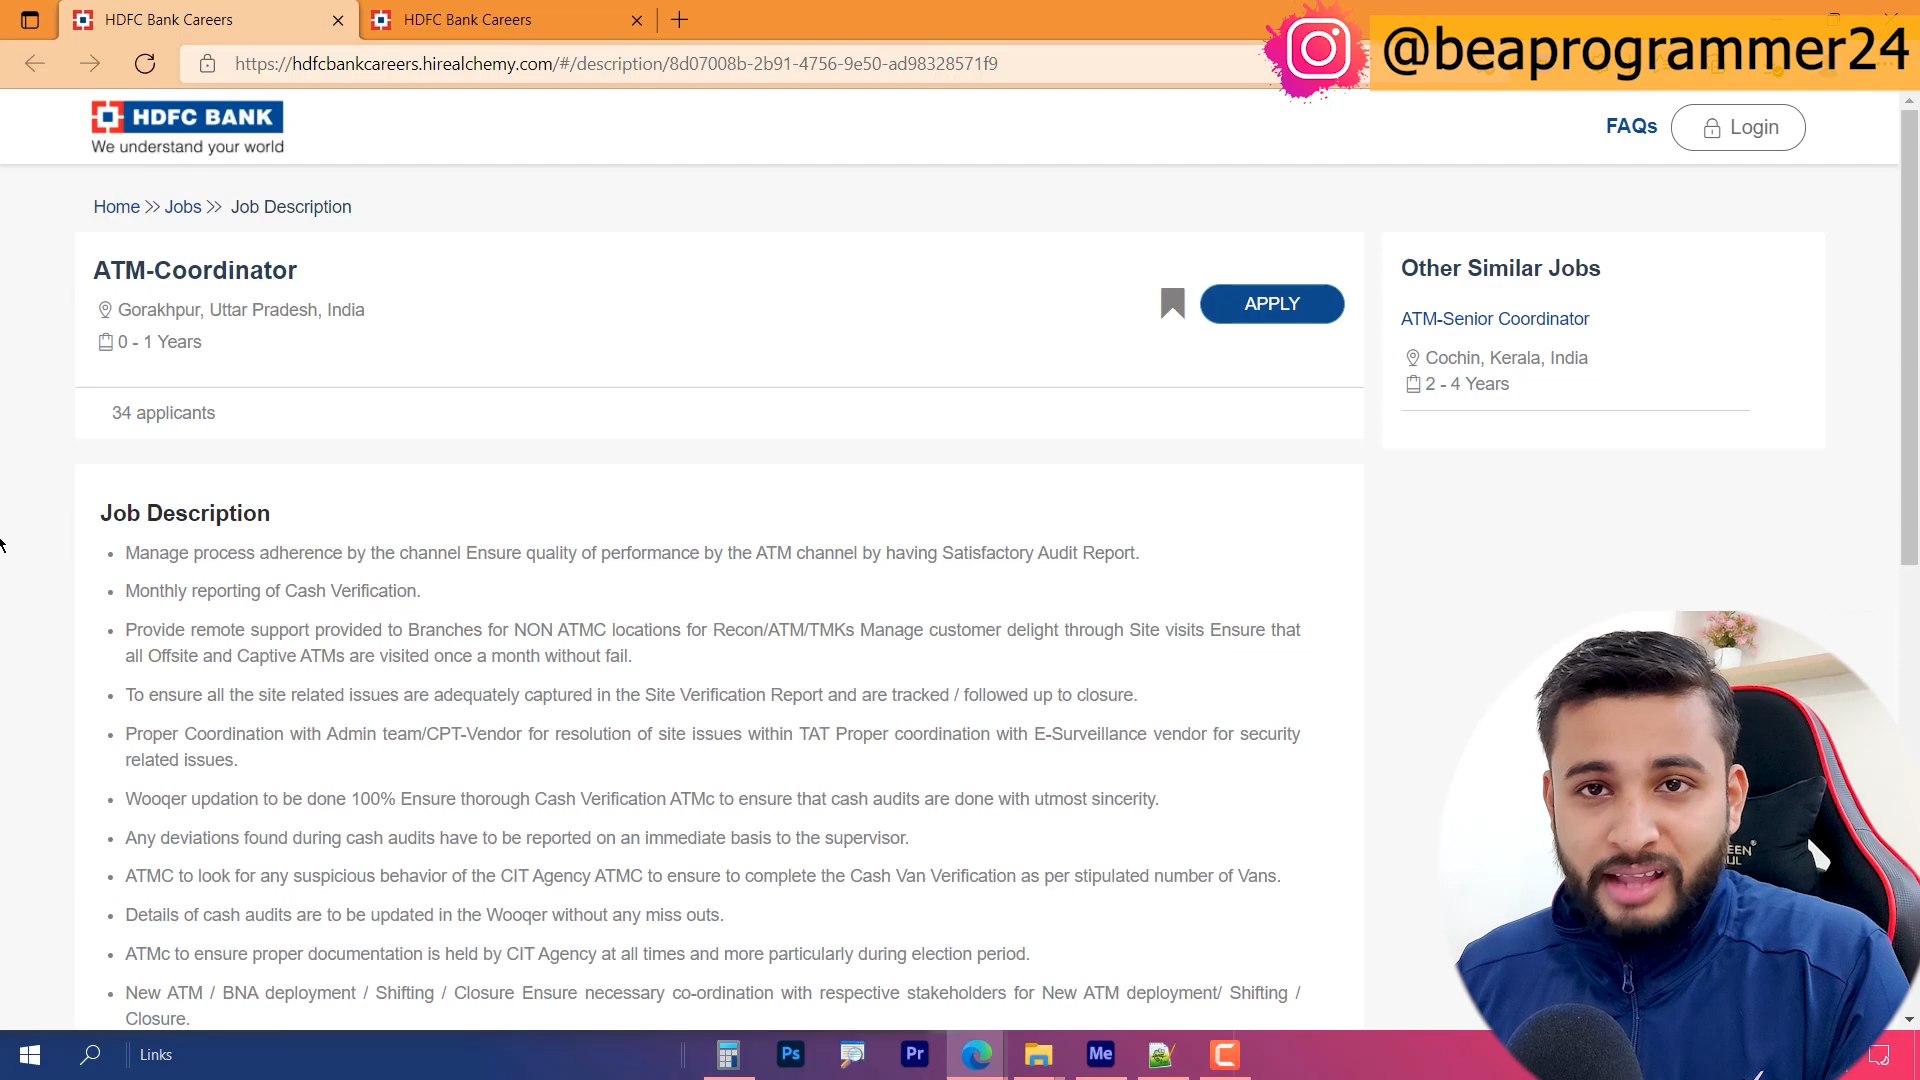 HDFC Bank Careers
HDFC Bank Careers
@beaprogrammer24
https://hdfcbankcareers.hirealchemy.com/#/description/8d07008b-2b91-4756-9e50-ad98328571f9
HDFC BANK
We understand your world
FAQs
Login
Home >> Jobs >> Job Description
ATM-Coordinator
Gorakhpur, Uttar Pradesh, India
0 - 1 Years
APPLY
34 applicants
Other Similar Jobs
ATM-Senior Coordinator
Cochin, Kerala, India
2 - 4 Years
Job Description
• Manage process adherence by the channel Ensure quality of performance by the ATM channel by having Satisfactory Audit Report.
• Monthly reporting of Cash Verification.
• Provide remote support provided to Branches for NON ATMC locations for Recon/ATM/TMKs Manage customer delight through Site visits Ensure that
all Offsite and Captive ATMs are visited once a month without fail.
• To ensure all the site related issues are adequately captured in the Site Verification Report and are tracked / followed up to closure.
• Proper Coordination with Admin team/CPT-Vendor for resolution of site issues within TAT Proper coordination with E-Surveillance vendor for security
related issues.
• Wooqer updation to be done 100% Ensure thorough Cash Verification ATMc to ensure that cash audits are done with utmost sincerity.
• Any deviations found during cash audits have to be reported on an immediate basis to the supervisor.
• ATMC to look for any suspicious behavior of the CIT Agency ATMC to ensure to complete the Cash Van Verification as per stipulated number of Vans.
• Details of cash audits are to be updated in the Wooqer without any miss outs.
• ATMc to ensure proper documentation is held by CIT Agency at all times and more particularly during election period.
• New ATM / BNA deployment / Shifting / Closure Ensure necessary co-ordination with respective stakeholders for New ATM deployment/ Shifting /
Closure.
Links
Ps
Pr
Me